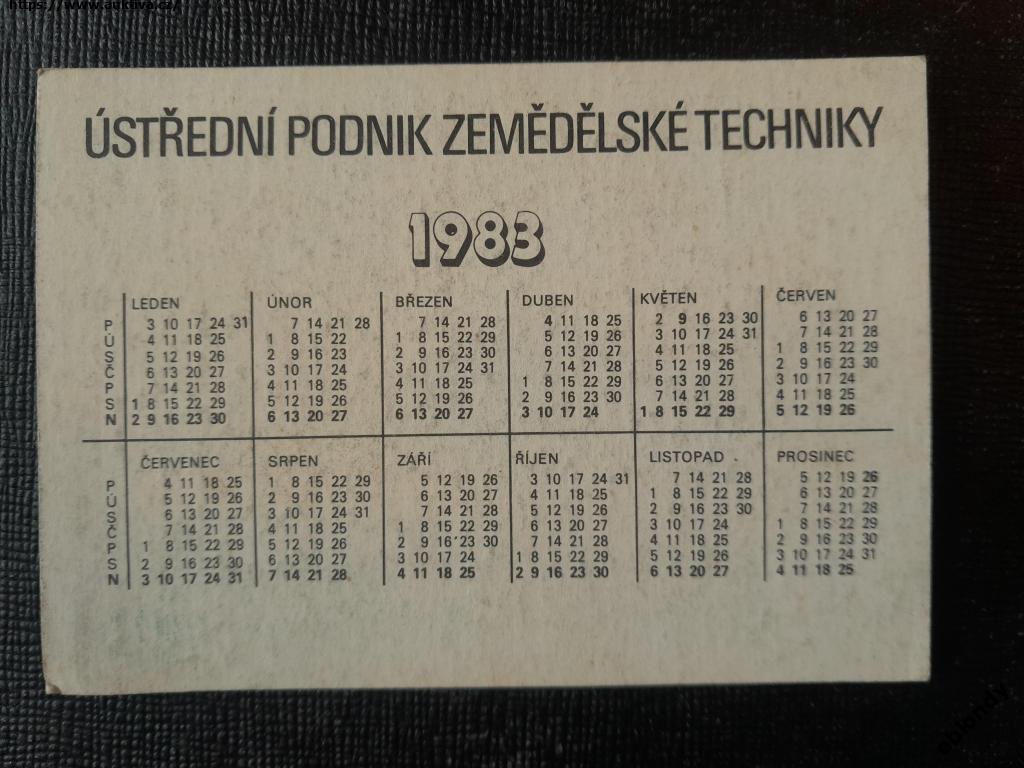 https://www.auktiva.cz/
ÚSTŘEDNÍ PODNIK ZEMĚDĚLSKÉ TECHNIKY
1983
LEDEN ÚNOR BŘEZEN DUBEN KVĚTEN ČERVEN
P 3 10 17 24 31 7 14 21 28 7 14 21 28 4 11 18 25 2 9 16 23 30 6 13 20 27
Ú 4 11 18 25 1 8 15 22 1 8 15 22 29 5 12 19 26 3 10 17 24 31 7 14 21 28
S 5 12 19 26 2 9 16 23 2 9 16 23 30 6 13 20 27 4 11 18 25 1 8 15 22 29
Č 6 13 20 27 3 10 17 24 3 10 17 24 31 7 14 21 28 5 12 19 26 2 9 16 23 30
P 7 14 21 28 4 11 18 25 4 11 18 25 1 8 15 22 29 6 13 20 27 3 10 17 24
S 1 8 15 22 29 5 12 19 26 5 12 19 26 2 9 16 23 30 7 14 21 28 4 11 18 25
N 2 9 16 23 30 6 13 20 27 6 13 20 27 3 10 17 24 1 8 15 22 29 5 12 19 26
ČERVENEC SRPEN ZÁŘÍ ŘÍJEN LISTOPAD PROSINEC
P 4 11 18 25 1 8 15 22 29 5 12 19 26 3 10 17 24 31 7 14 21 28 5 12 19 26
Ú 5 12 19 26 2 9 16 23 30 6 13 20 27 4 11 18 25 1 8 15 22 29 6 13 20 27
S 6 13 20 27 3 10 17 24 31 7 14 21 28 5 12 19 26 2 9 16 23 30 7 14 21 28
Č 7 14 21 28 4 11 18 25 1 8 15 22 29 6 13 20 27 3 10 17 24 1 8 15 22 29
P 1 8 15 22 29 5 12 19 26 2 9 16 23 30 7 14 21 28 4 11 18 25 2 9 16 23 30
S 2 9 16 23 30 6 13 20 27 3 10 17 24 1 8 15 22 29 5 12 19 26 3 10 17 24 31
N 3 10 17 24 31 7 14 21 28 4 11 18 25 2 9 16 23 30 6 13 20 27 4 11 18 25
eblondy